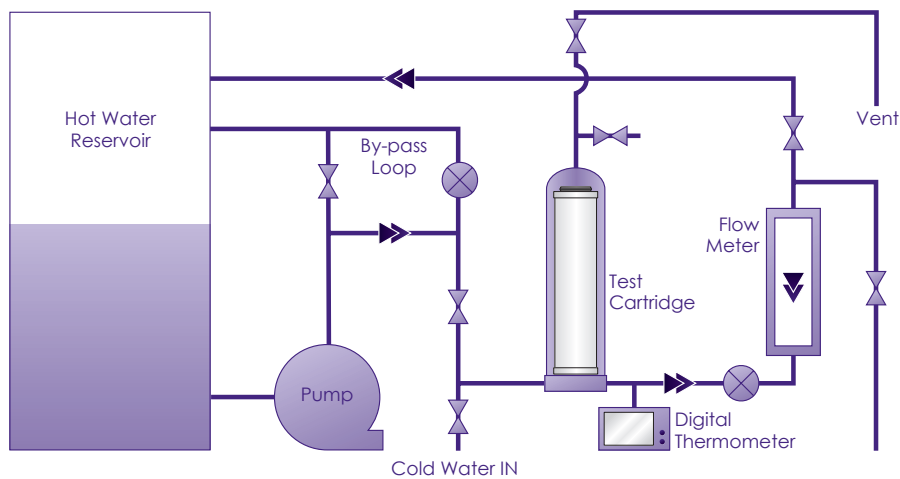 Hot Water
Reservoir
By-pass
Loop
Vent
Flow
Meter
Test
Cartridge
Pump
Digital
Thermometer
Cold Water IN